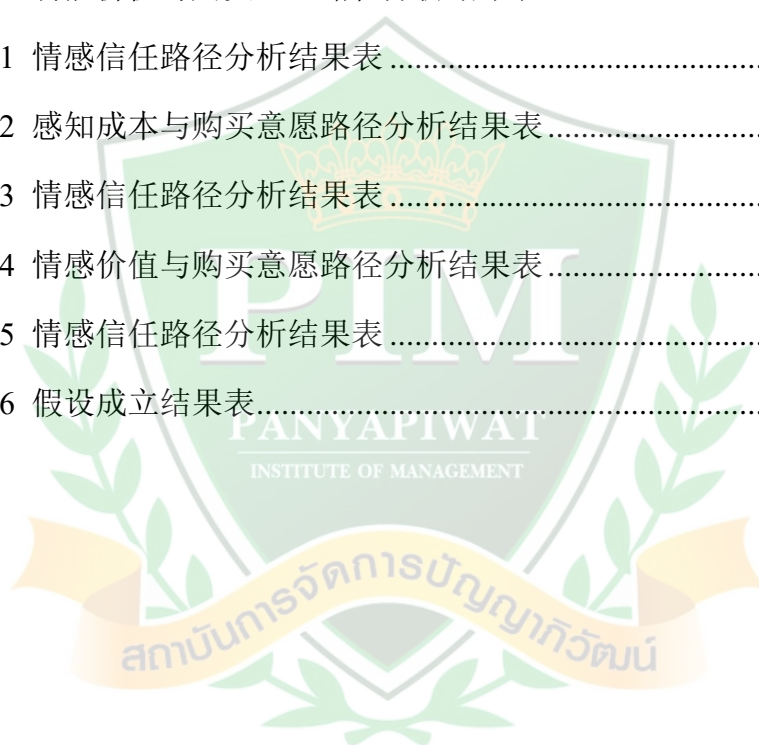 1 情感信任路径分析结果表
2 感知成本与购买意愿路径分析结果表
3 情感信任路径分析结果表
4 情感价值与购买意愿路径分析结果表
5 情感信任路径分析结果表
6 假设成立结果表
PIM
PANYAPIWAT
INSTITUTE OF MANAGEMENT
สถาบันการจัดการปัญญาภิวัฒน์